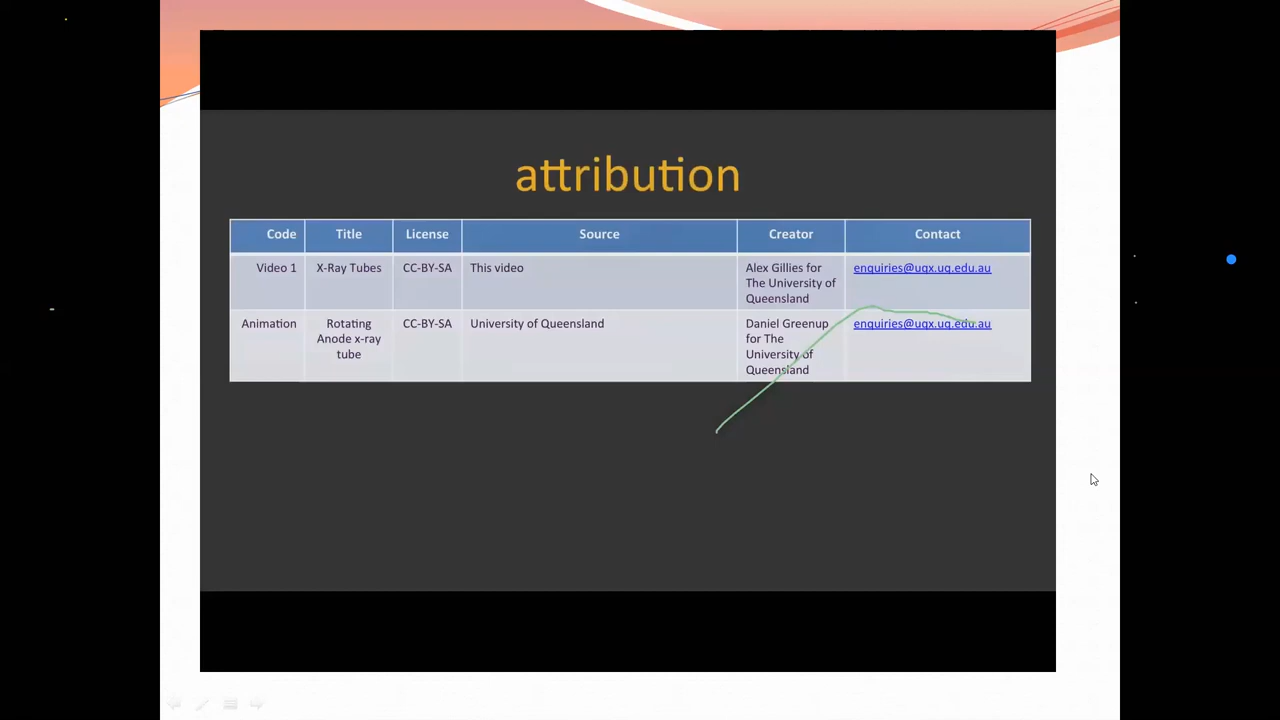 attribution
Code Title License Source Creator Contact
Video 1 X-Ray Tubes CC-BY-SA This video Alex Gillies for The University of Queensland enquiries@uqx.uq.edu.au
Animation Rotating Anode x-ray tube CC-BY-SA University of Queensland Daniel Greenup for The University of Queensland enquiries@uqx.uq.edu.au